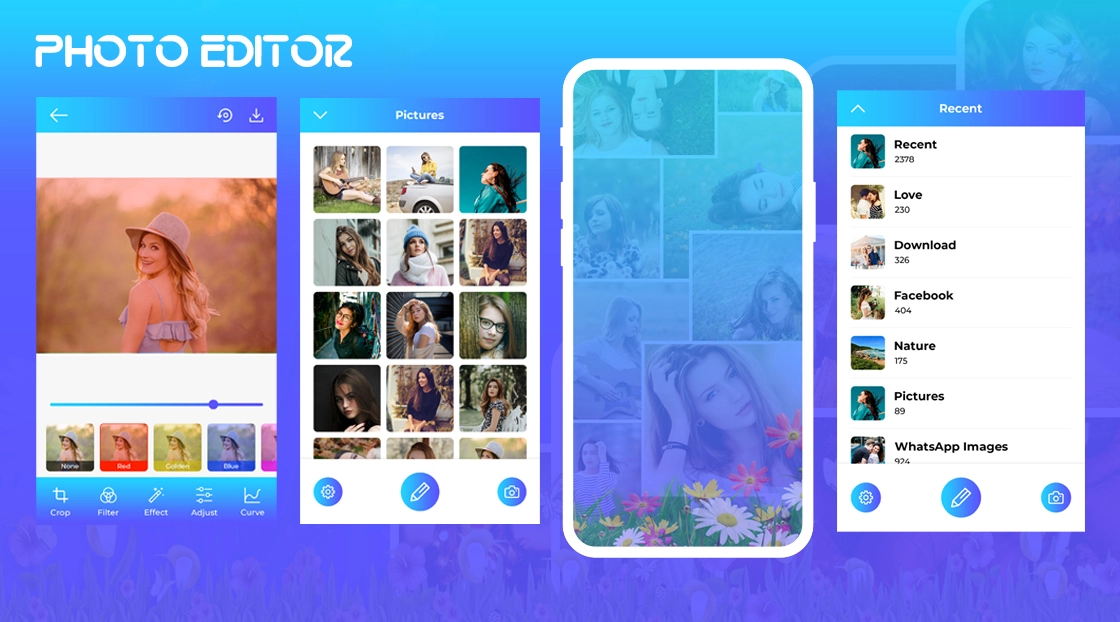 PHOTO EDITOR
None
Red
Golden
Blue
Crop
Filter
Effect
Adjust
Curve
Pictures
Recent
Recent
2378
Love
230
Download
326
Facebook
404
Nature
175
Pictures
89
WhatsApp Images
924